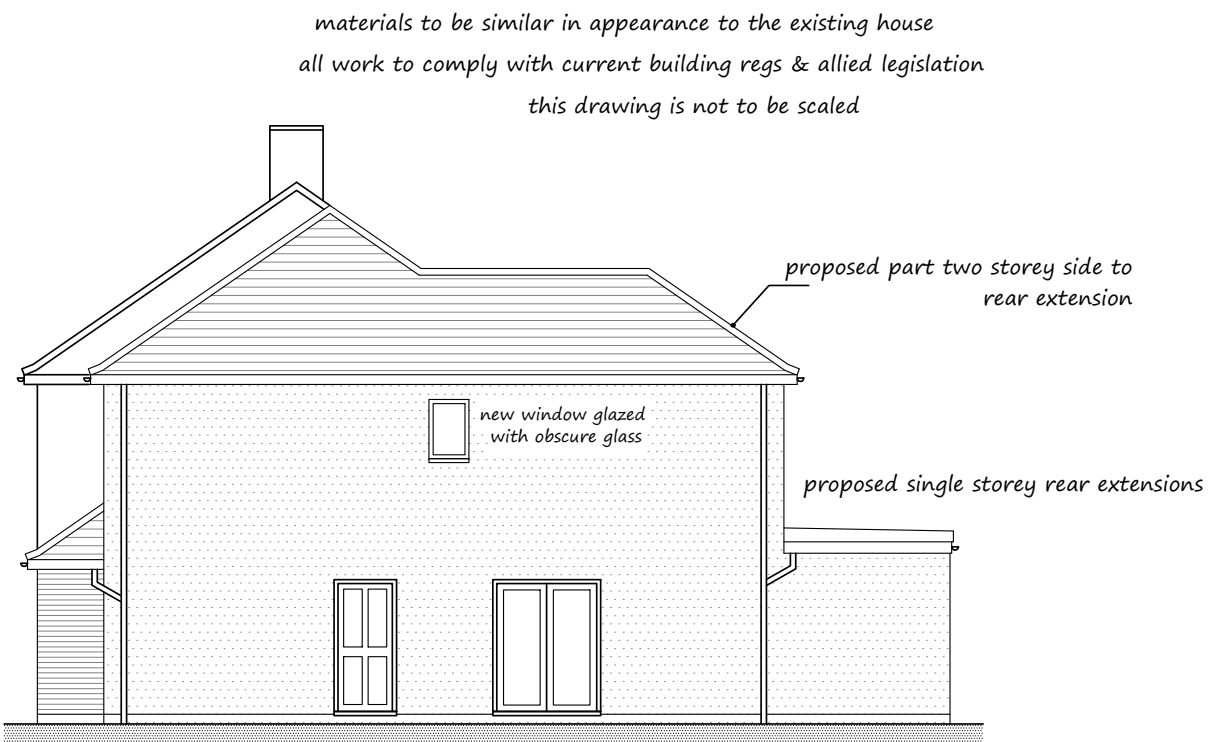 materials to be similar in appearance to the existing house
all work to comply with current building regs & allied legislation
this drawing is not to be scaled
proposed part two storey side to
rear extension
new window glazed
with obscure glass
proposed single storey rear extensions